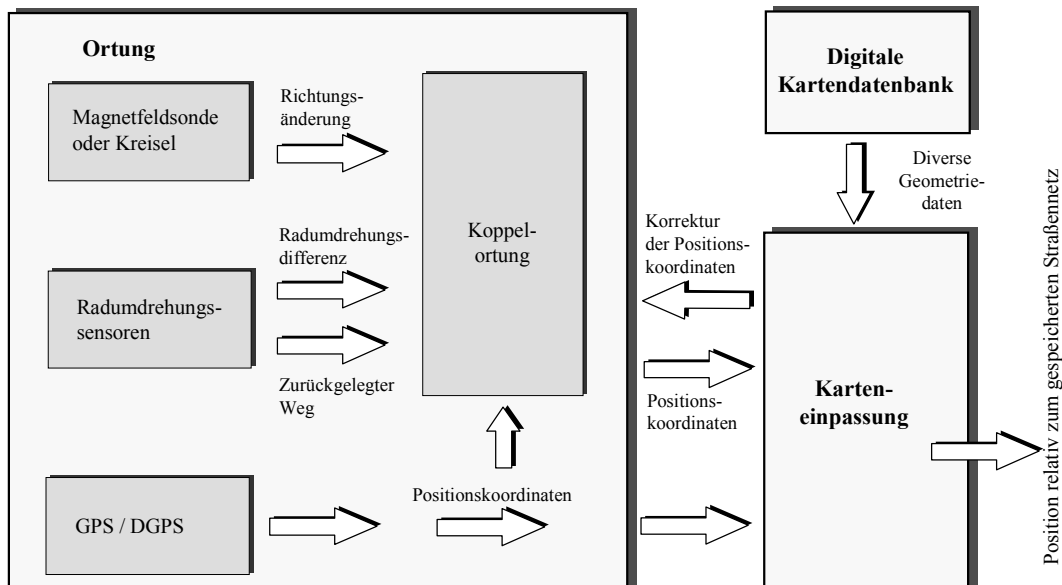 Ortung
Magnetfeldsonde
oder Kreisel
Richtungs-
änderung
Radumdrehungs-
sensoren
Radumdrehungs-
differenz
Zurückgelegter
Weg
Koppel-
ortung
GPS / DGPS
Positionskoordinaten
Digitale
Kartendatenbank
Diverse
Geometrie-
daten
Korrektur
der Positions-
koordinaten
Positions-
koordinaten
Karten-
einpassung
Position relativ zum gespeicherten Straßennetz